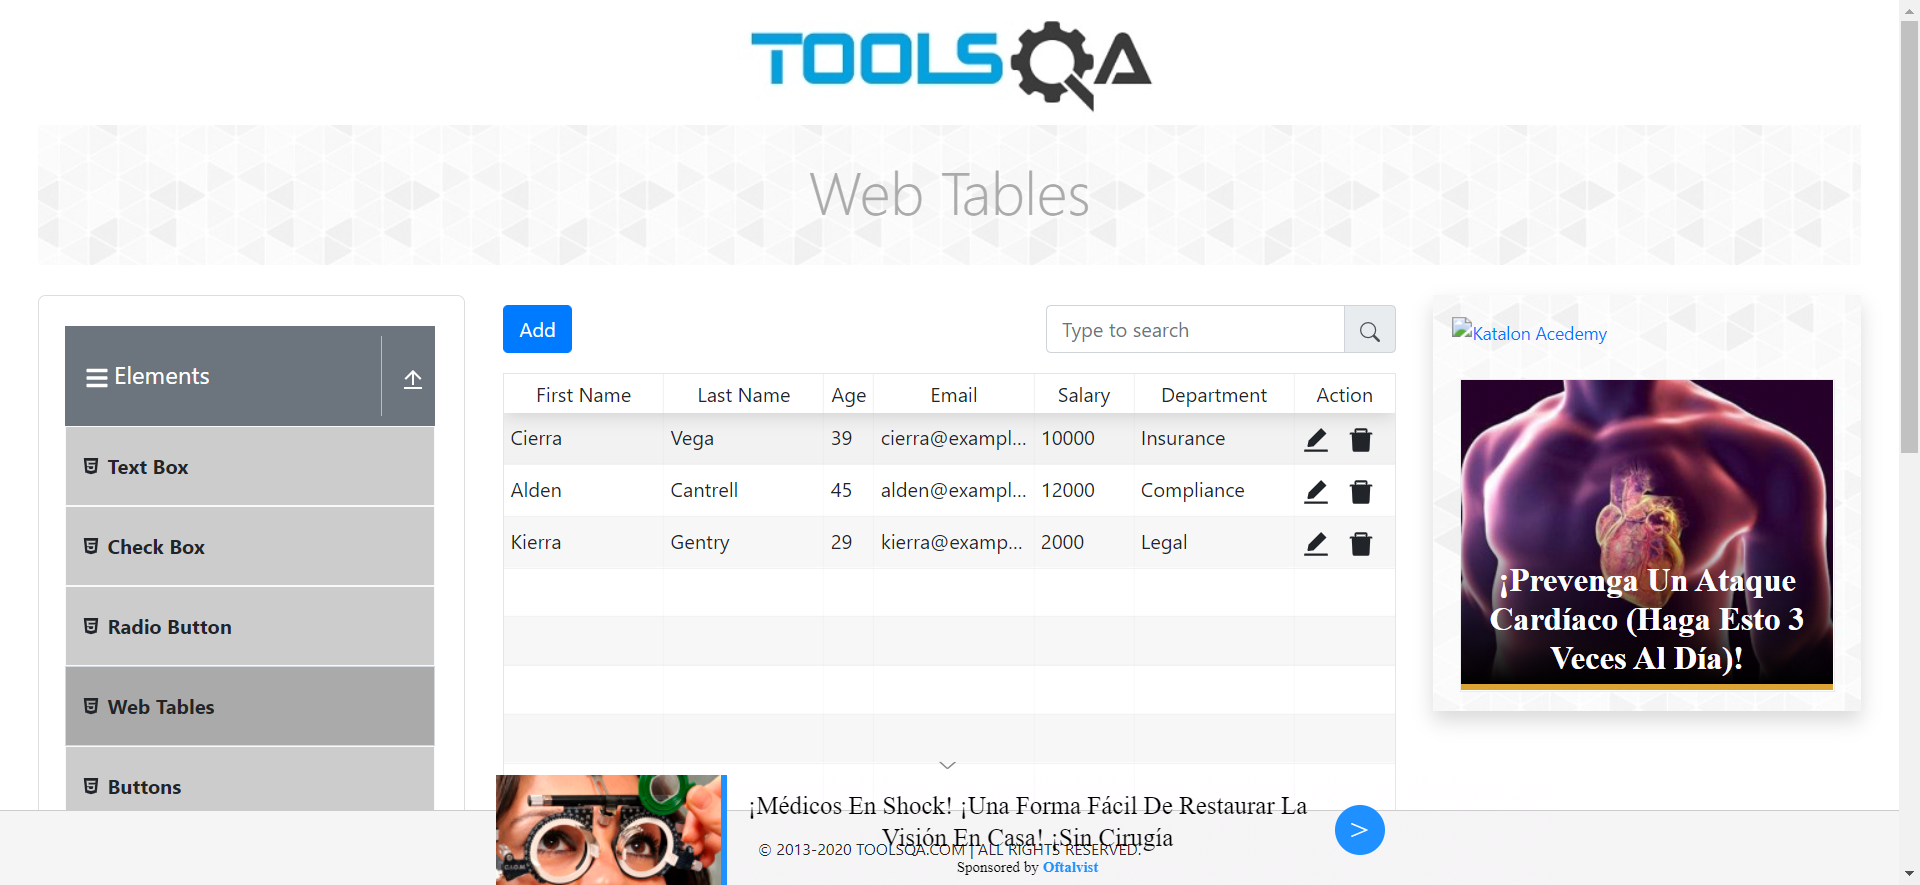 TOOLSQA
Web Tables
Elements
Text Box
Check Box
Radio Button
Web Tables
Buttons
Add
Type to search
First Name Last Name Age Email Salary Department Action
Cierra Vega 39 cierra@exampl... 10000 Insurance
Alden Cantrell 45 alden@exampl... 12000 Compliance
Kierra Gentry 29 kierra@examp... 2000 Legal
Katalon Acedemy
¡Prevenga Un Ataque
Cardíaco (Haga Esto 3
Veces Al Día)!
¡Médicos En Shock! ¡Una Forma Fácil De Restaurar La
Visión En Casa! ¡Sin Cirugía
>
© 2013-2020 TOOLSQA.COM | ALL RIGHTS RESERVED.
Sponsored by Oftalvist